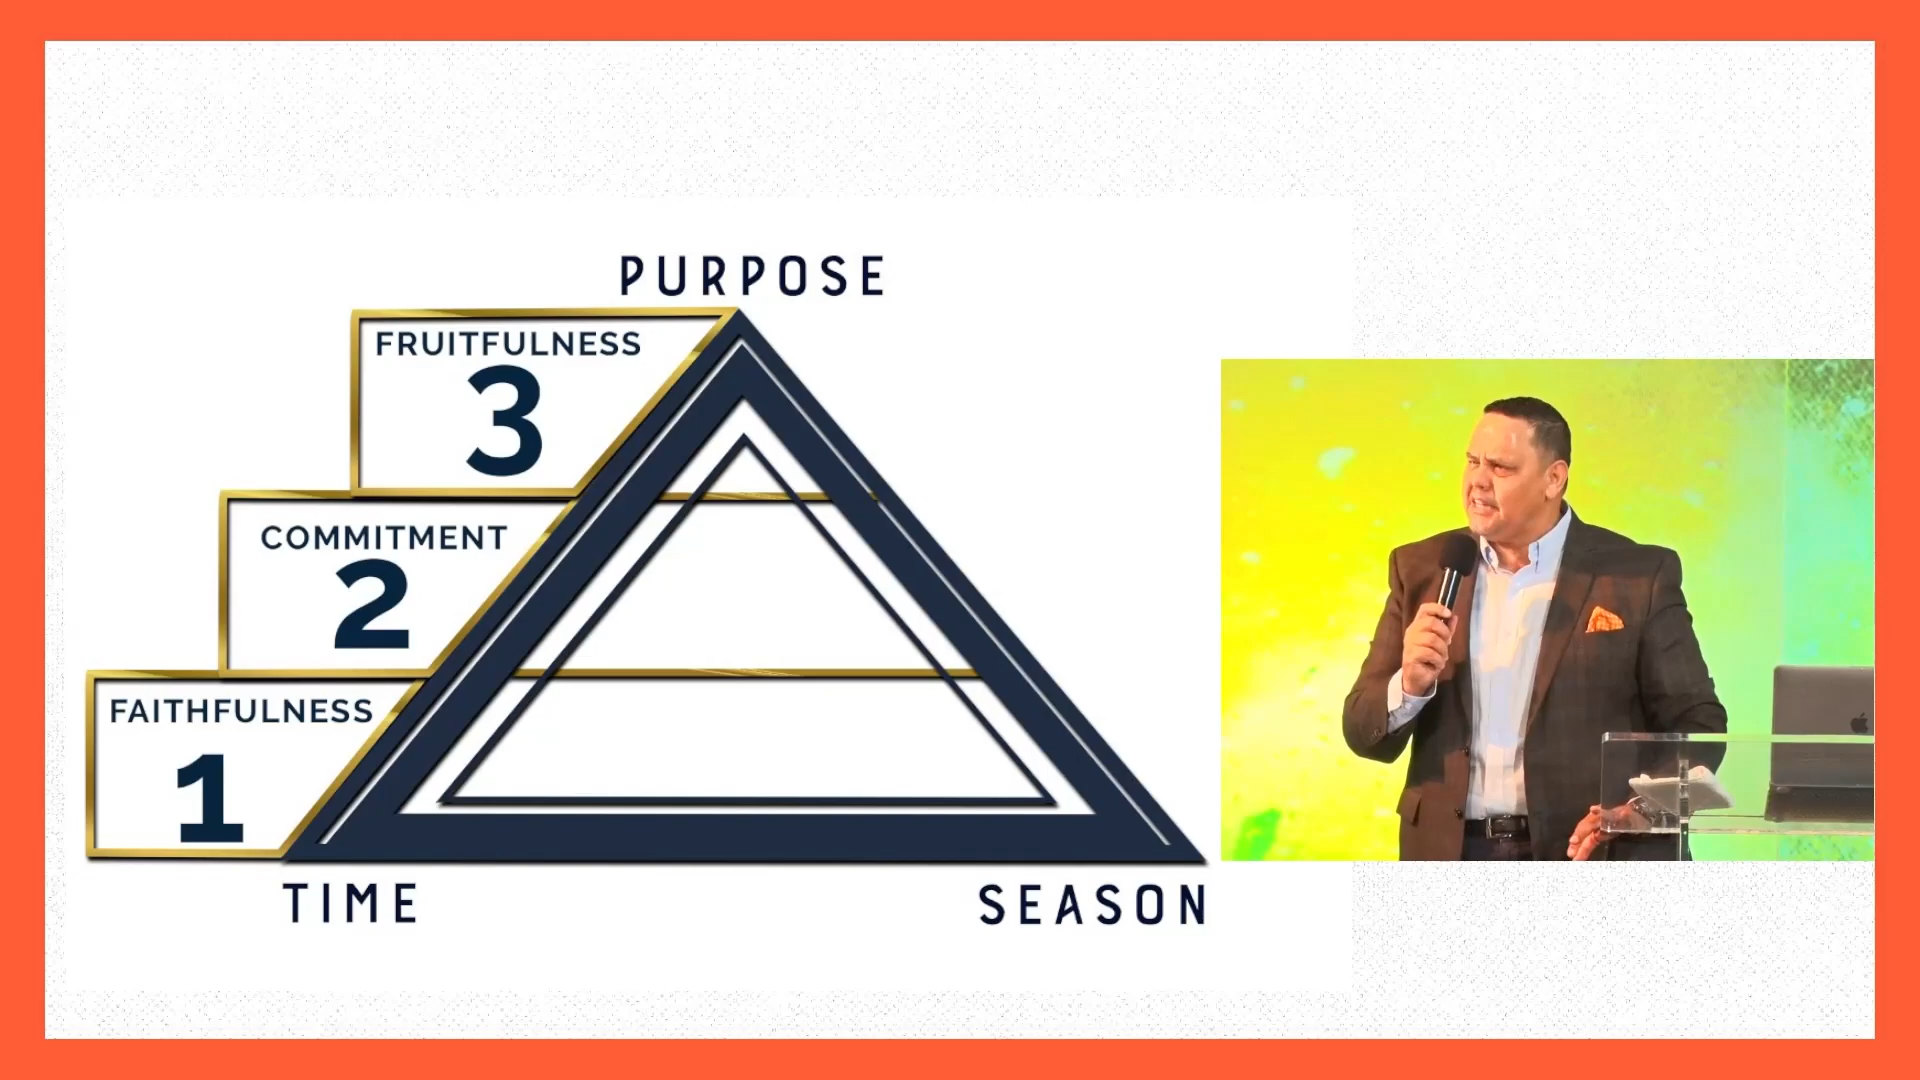 PURPOSE
FRUITFULNESS
3
COMMITMENT
2
FAITHFULNESS
1
TIME
SEASON